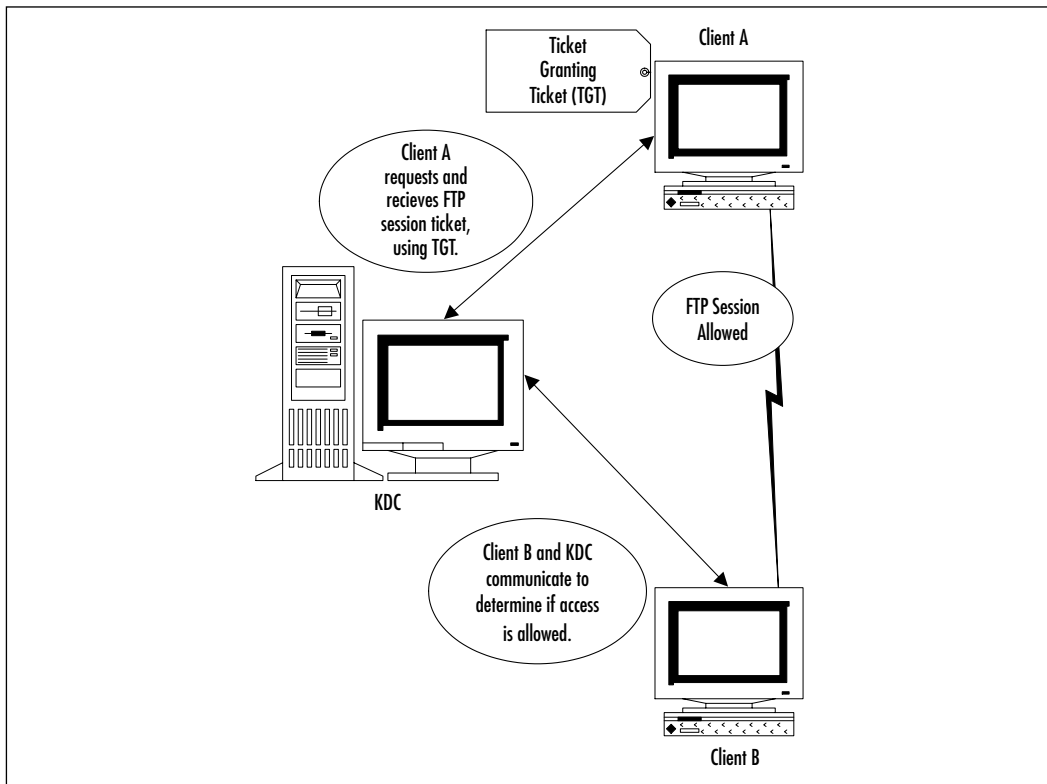 Ticket
Granting
Ticket (TGT)
Client A
Client A
requests and
recieves FTP
session ticket,
using TGT.
FTP Session
Allowed
KDC
Client B and KDC
communicate to
determine if access
is allowed.
Client B